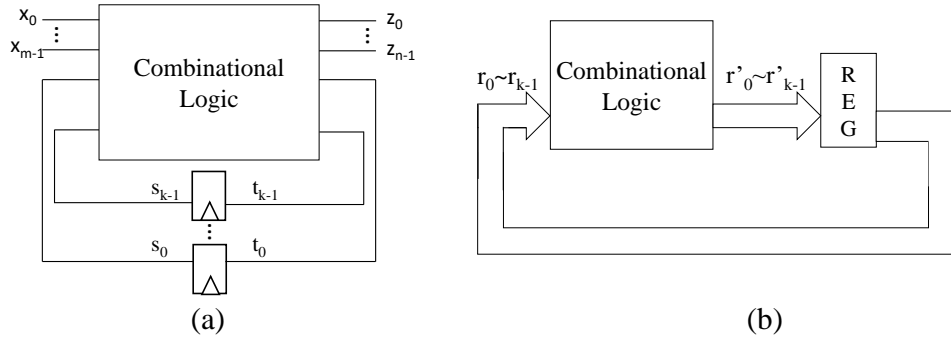 x0 z0
xm-1 zn-1
Combinational
Logic
sk-1 tk-1
s0 t0
(a)
r0~rk-1
Combinational
Logic
r'0~r'k-1
R
E
G
(b)